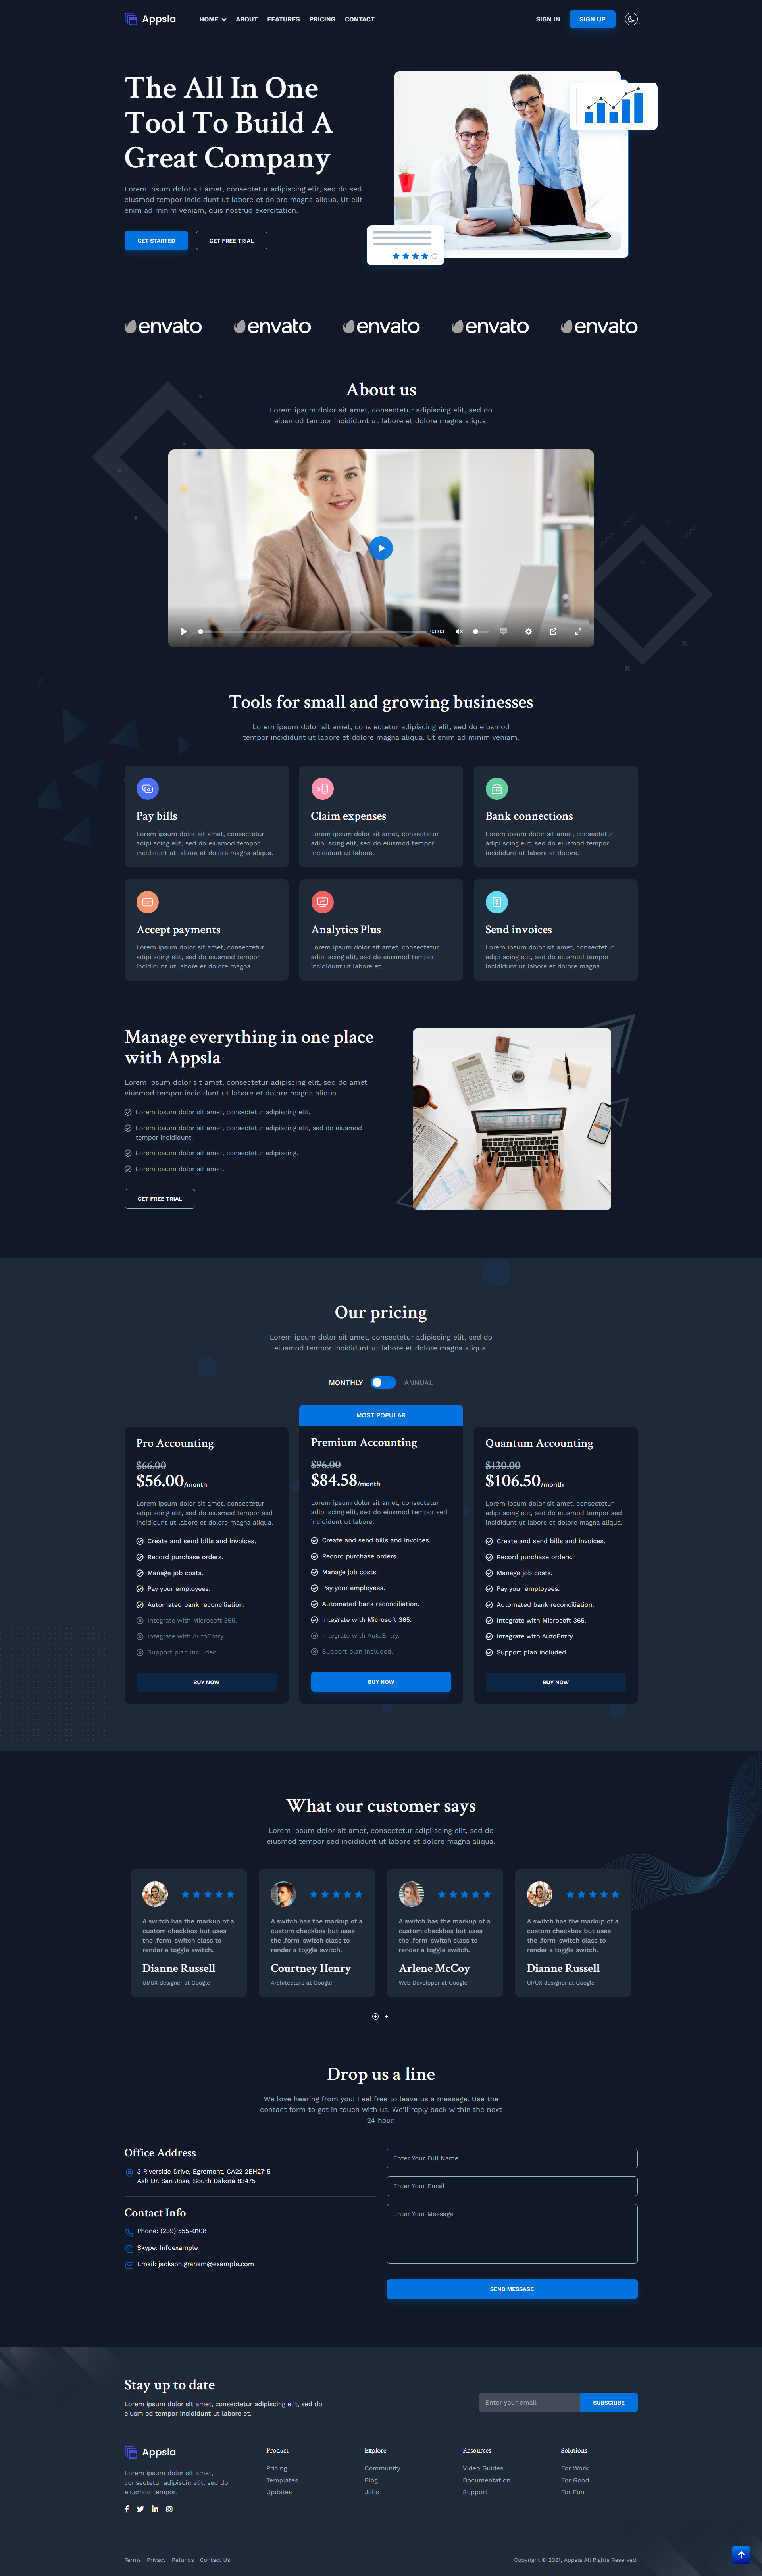 Appsla
HOME ABOUT FEATURES PRICING CONTACT
SIGN IN SIGN UP
The All In One
Tool To Build A
Great Company
Lorem ipsum dolor sit amet, consectetur adipiscing elit, sed do sed
eiusmod tempor incididunt ut labore et dolore magna aliqua. Ut elit
enim ad minim veniam, quis nostrud exercitation.
GET STARTED GET FREE TRIAL
envato envato envato envato envato
About us
Lorem ipsum dolor sit amet, consectetur adipiscing elit, sed do
eiusmod tempor incididunt ut labore et dolore magna aliqua.
03:03
Tools for small and growing businesses
Lorem ipsum dolor sit amet, cons ectetur adipiscing elit, sed do eiusmod
tempor incididunt ut labore et dolore magna aliqua. Ut enim ad minim veniam.
Pay bills
Lorem ipsum dolor sit amet, consectetur
adipi scing elit, sed do eiusmod tempor
incididunt ut labore et dolore magna aliqua.
Claim expenses
Lorem ipsum dolor sit amet, consectetur
adipi scing elit, sed do eiusmod tempor
incididunt ut labore.
Bank connections
Lorem ipsum dolor sit amet, consectetur
adipi scing elit, sed do eiusmod tempor
incididunt ut labore et dolore.
Accept payments
Lorem ipsum dolor sit amet, consectetur
adipi scing elit, sed do eiusmod tempor
incididunt ut labore et dolore magna.
Analytics Plus
Lorem ipsum dolor sit amet, consectetur
adipi scing elit, sed do eiusmod tempor
incididunt ut labore et.
Send invoices
Lorem ipsum dolor sit amet, consectetur
adipi scing elit, sed do eiusmod tempor
incididunt ut labore et dolore magna.
Manage everything in one place
with Appsla
Lorem ipsum dolor sit amet, consectetur adipiscing elit, sed do amet
eiusmod tempor incididunt ut labore et dolore magna aliqua.
Lorem ipsum dolor sit amet, consectetur adipiscing elit.
Lorem ipsum dolor sit amet, consectetur adipiscing elit, sed do eiusmod
tempor incididunt.
Lorem ipsum dolor sit amet, consectetur adipiscing.
Lorem ipsum dolor sit amet.
GET FREE TRIAL
Our pricing
Lorem ipsum dolor sit amet, consectetur adipiscing elit, sed do
eiusmod tempor incididunt ut labore et dolore magna aliqua.
MONTHLY ANNUAL
Pro Accounting
$66.00
$56.00/month
Lorem ipsum dolor sit amet, consectetur
adipi scing elit, sed do eiusmod tempor sed
incididunt ut labore et dolore magna aliqua.
Create and send bills and invoices.
Record purchase orders.
Manage job costs.
Pay your employees.
Automated bank reconciliation.
Integrate with Microsoft 365.
Integrate with AutoEntry.
Support plan included.
BUY NOW
MOST POPULAR
Premium Accounting
$96.00
$84.58/month
Lorem ipsum dolor sit amet, consectetur
adipi scing elit, sed do eiusmod tempor sed
incididunt ut labore.
Create and send bills and invoices.
Record purchase orders.
Manage job costs.
Pay your employees.
Automated bank reconciliation.
Integrate with Microsoft 365.
Integrate with AutoEntry.
Support plan included.
BUY NOW
Quantum Accounting
$130.00
$106.50/month
Lorem ipsum dolor sit amet, consectetur
adipi scing elit, sed do eiusmod tempor sed
incididunt ut labore et dolore magna aliqua.
Create and send bills and invoices.
Record purchase orders.
Manage job costs.
Pay your employees.
Automated bank reconciliation.
Integrate with Microsoft 365.
Integrate with AutoEntry.
Support plan included.
BUY NOW
What our customer says
Lorem ipsum dolor sit amet, consectetur adipi scing elit, sed do
eiusmod tempor sed incididunt ut labore et dolore magna aliqua.
A switch has the markup of a
custom checkbox but uses
the .form-switch class to
render a toggle switch.
Dianne Russell
UI/UX designer at Google
A switch has the markup of a
custom checkbox but uses
the .form-switch class to
render a toggle switch.
Courtney Henry
Architecture at Google
A switch has the markup of a
custom checkbox but uses
the .form-switch class to
render a toggle switch.
Arlene McCoy
Web Devoloper at Google
A switch has the markup of a
custom checkbox but uses
the .form-switch class to
render a toggle switch.
Dianne Russell
UI/UX designer at Google
Drop us a line
We love hearing from you! Feel free to leave us a message. Use the
contact form to get in touch with us. We'll reply back within the next
24 hour.
Office Address
3 Riverside Drive, Egremont, CA22 2EH2715
Ash Dr. San Jose, South Dakota 83475
Contact Info
Phone: (239) 555-0108
Skype: Infoexample
Email: jackson.graham@example.com
Enter Your Full Name
Enter Your Email
Enter Your Message
SEND MESSAGE
Stay up to date
Lorem ipsum dolor sit amet, consectetur adipiscing elit, sed do
eiusm od tempor incididunt ut labore et.
Enter your email SUBSCRIBE
Appsla
Lorem ipsum dolor sit amet,
consectetur adipiscin elit, sed do
eiusmod tempor.
Product
Pricing
Templates
Updates
Explore
Community
Blog
Jobs
Resources
Video Guides
Documentation
Support
Solutions
For Work
For Good
For Fun
Terms Privacy Refunds Contact Us
Copyright © 2021, Appsla All Rights Reserved.